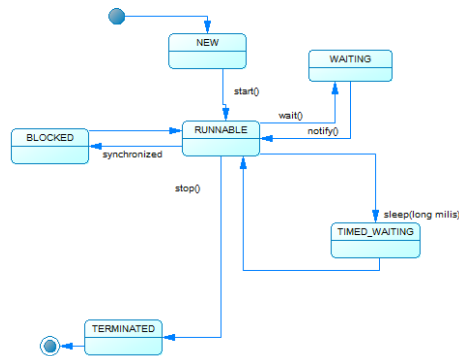 NEW
WAITING
start()
wait()
RUNNABLE
notify()
BLOCKED
synchronized
stop()
sleep(long milis)
TIMED_WAITING
TERMINATED